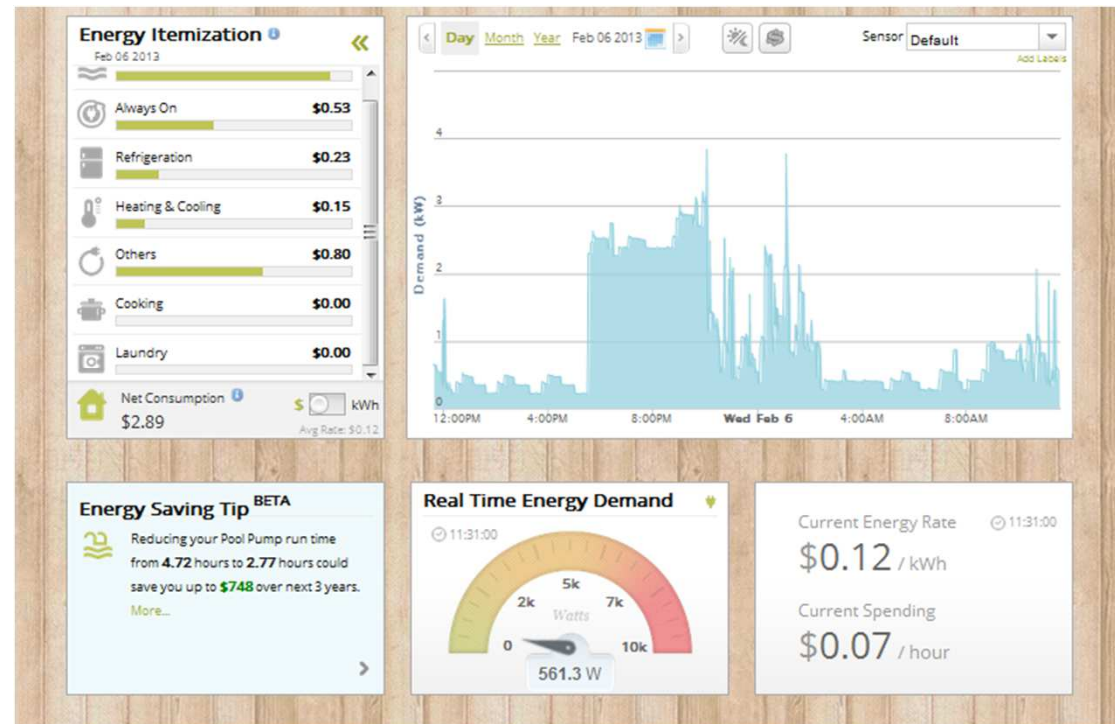 Energy Itemization
Feb 06 2013
Always On $0.53
Refrigeration $0.23
Heating & Cooling $0.15
Others $0.80
Cooking $0.00
Laundry $0.00
Net Consumption
$2.89
$ kWh
Avg Rate: $0.12
Day Month Year Feb 06 2013
Sensor Default
Add Labels
Demand (kW)
4
3
2
1
0
12:00PM 4:00PM 8:00PM Wed Feb 6 4:00AM 8:00AM
Energy Saving Tip BETA
Reducing your Pool Pump run time
from 4.72 hours to 2.77 hours could
save you up to $748 over next 3 years.
More...
Real Time Energy Demand
11:31:00
0 2k 5k 7k 10k
Watts
561.3 W
Current Energy Rate 11:31:00
$0.12 / kWh
Current Spending
$0.07 / hour